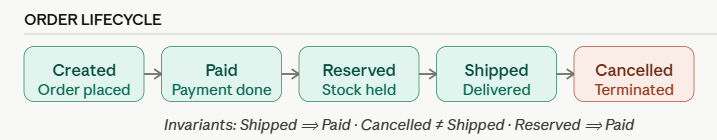 ORDER LIFECYCLE
Created Paid Reserved Shipped Cancelled
Order placed Payment done Stock held Delivered Terminated
Invariants: Shipped ⟹ Paid · Cancelled ≠ Shipped · Reserved ⟹ Paid